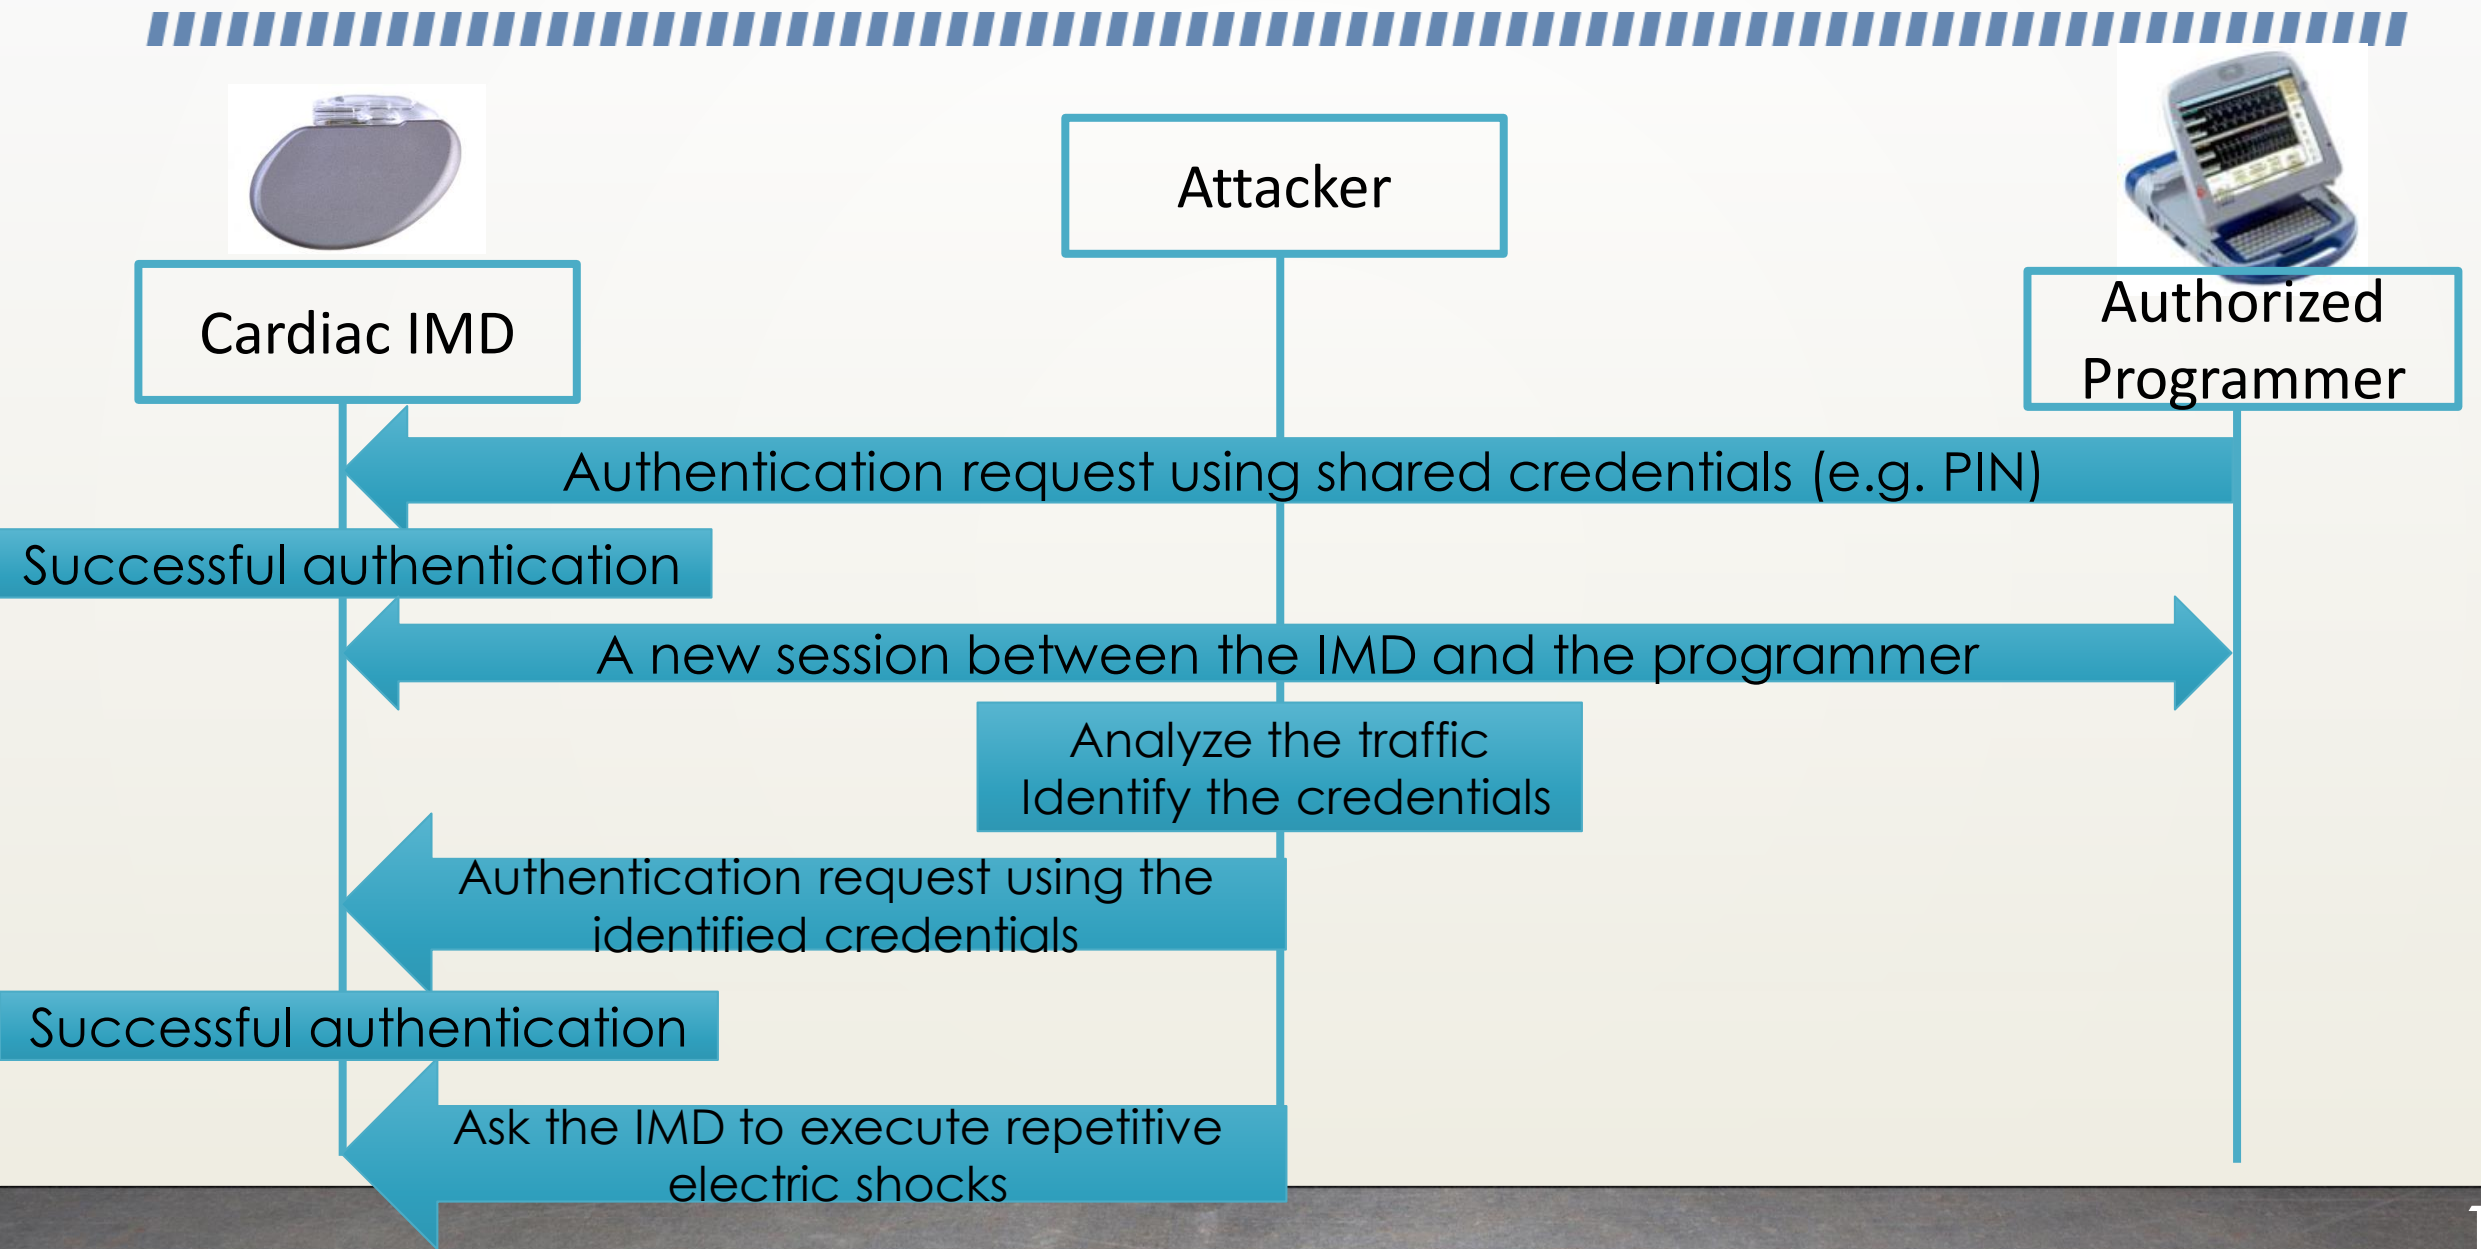 Attacker
Cardiac IMD
Authorized
Programmer
Authentication request using shared credentials (e.g. PIN)
Successful authentication
A new session between the IMD and the programmer
Analyze the traffic
Identify the credentials
Authentication request using the
identified credentials
Successful authentication
Ask the IMD to execute repetitive
electric shocks